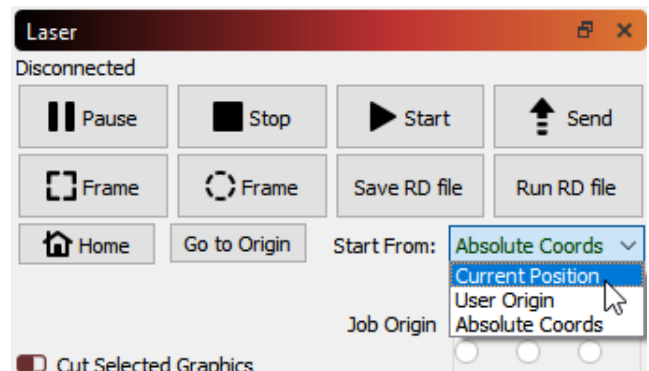 Laser
Disconnected
Pause Stop Start Send
Frame Frame Save RD file Run RD file
Home Go to Origin Start From: Absolute Coords
Current Position
User Origin
Job Origin Absolute Coords
Cut Selected Graphics